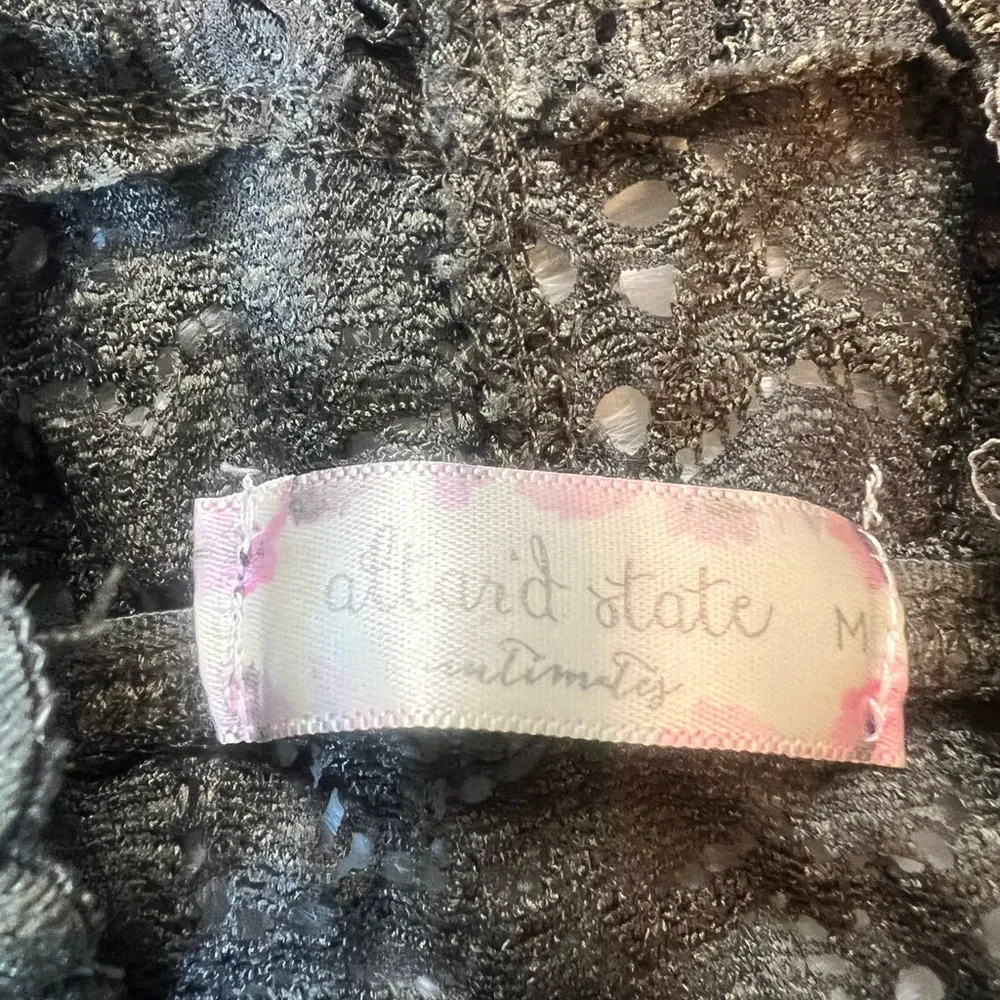 altar'd state M
intimates